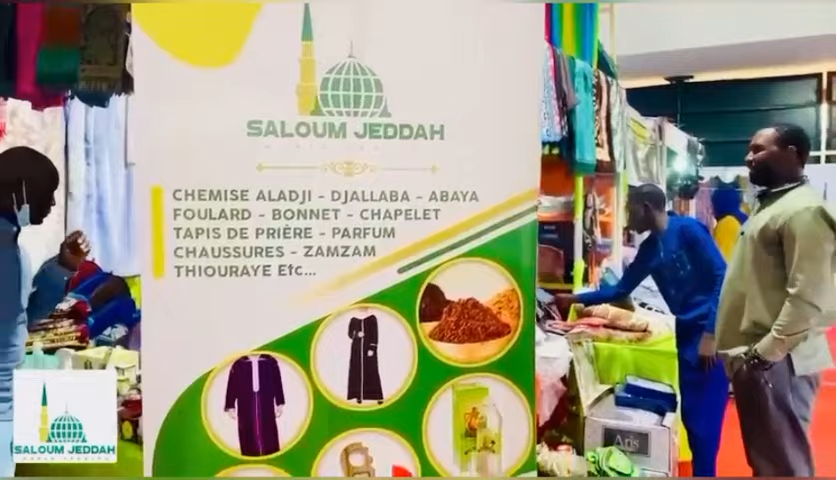 SALOUM JEDDAH
CHEMISE ALADJI - DJALLABA - ABAYA
FOULARD - BONNET - CHAPELET
TAPIS DE PRIÈRE - PARFUM
CHAUSSURES - ZAMZAM
THIOURAYE Etc...
Aris
SALOUM JEDDAH